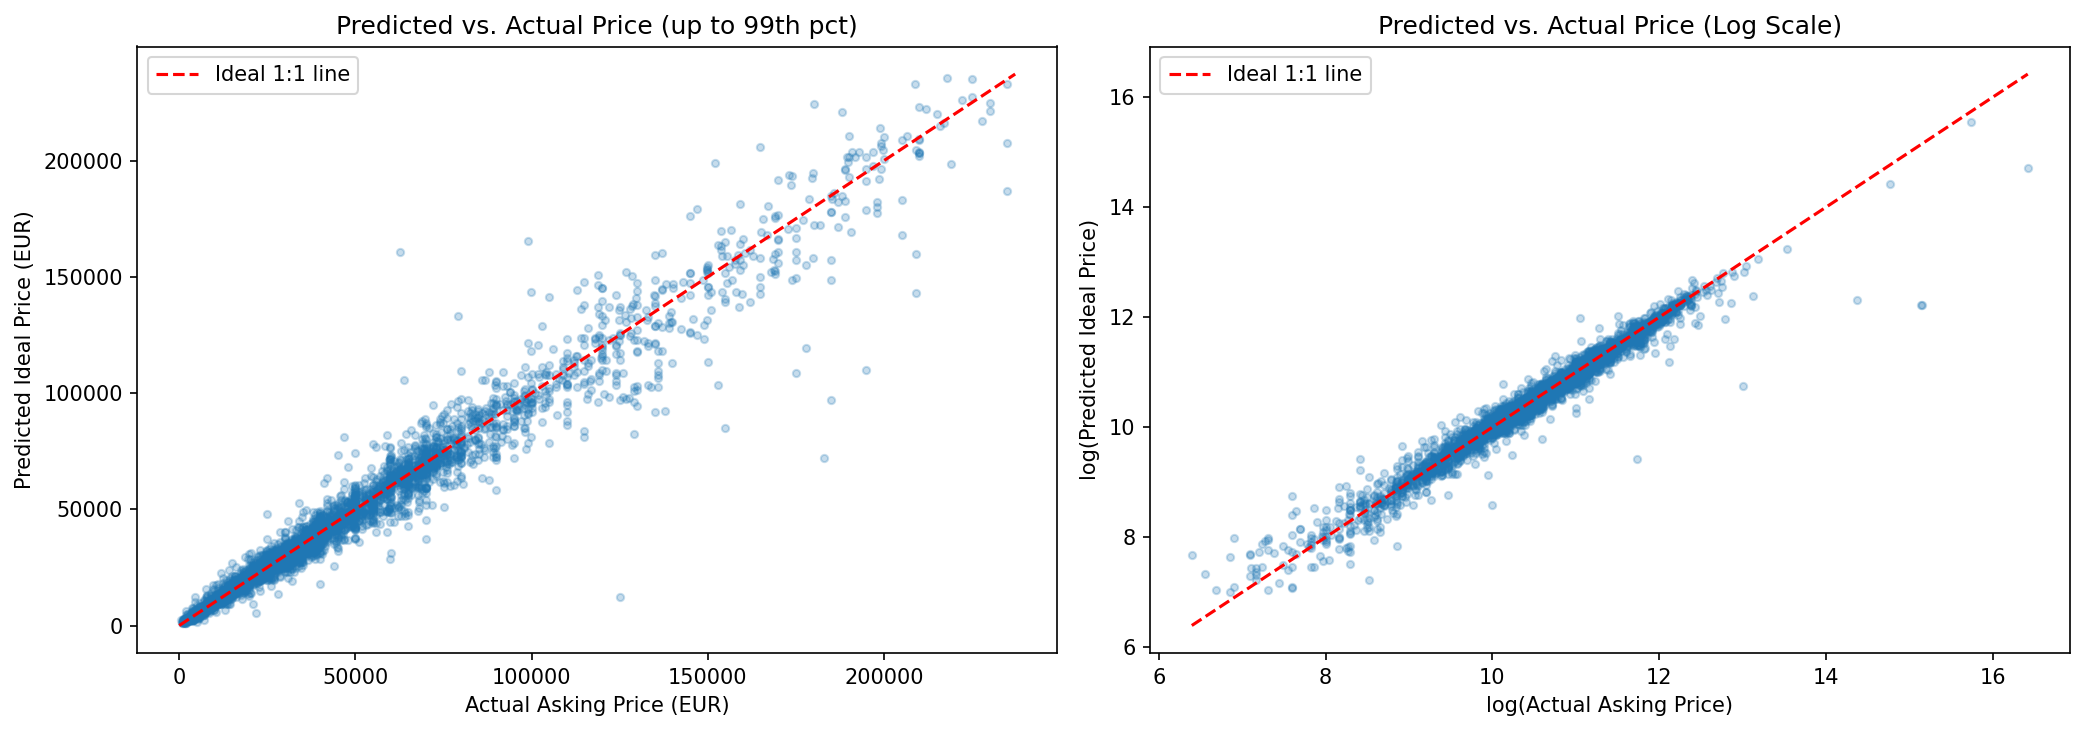 Predicted vs. Actual Price (up to 99th pct)
Ideal 1:1 line
Predicted Ideal Price (EUR)
200000
150000
100000
50000
0
0 50000 100000 150000 200000
Actual Asking Price (EUR)
Predicted vs. Actual Price (Log Scale)
Ideal 1:1 line
log(Predicted Ideal Price)
16
14
12
10
8
6
6 8 10 12 14 16
log(Actual Asking Price)